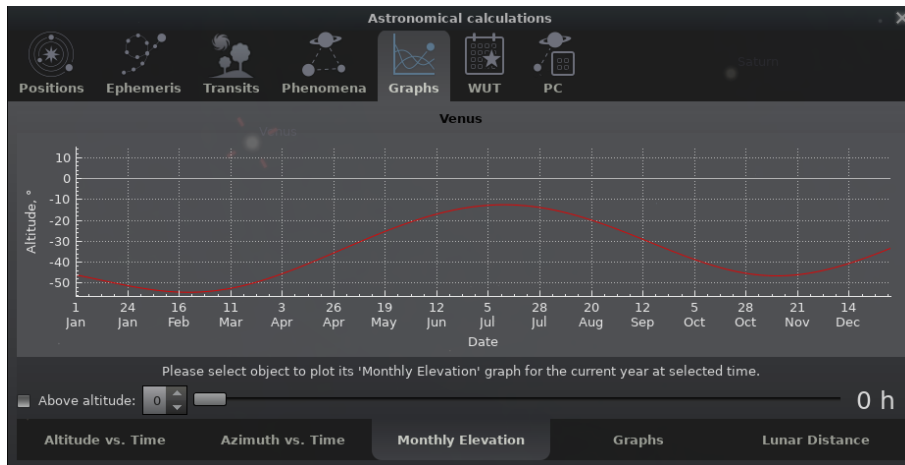 Astronomical calculations
Saturn
Positions Ephemeris Transits Phenomena Graphs WUT PC
Venus
Venus
10
0
-10
-20
-30
-40
-50
Altitude, °
1 24 16 11 3 26 19 12 5 28 20 12 5 28 21 14
Jan Jan Feb Mar Apr Apr May Jun Jul Jul Aug Sep Oct Oct Nov Dec
Date
Please select object to plot its 'Monthly Elevation' graph for the current year at selected time.
Above altitude: 0 0 h
Altitude vs. Time Azimuth vs. Time Monthly Elevation Graphs Lunar Distance